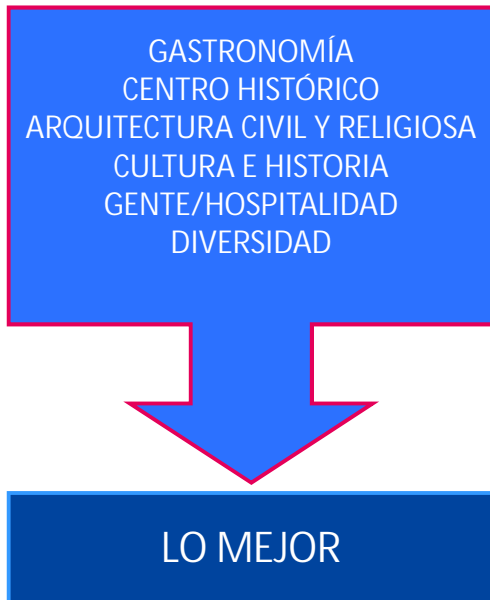 GASTRONOMÍA
CENTRO HISTÓRICO
ARQUITECTURA CIVIL Y RELIGIOSA
CULTURA E HISTORIA
GENTE/HOSPITALIDAD
DIVERSIDAD
LO MEJOR